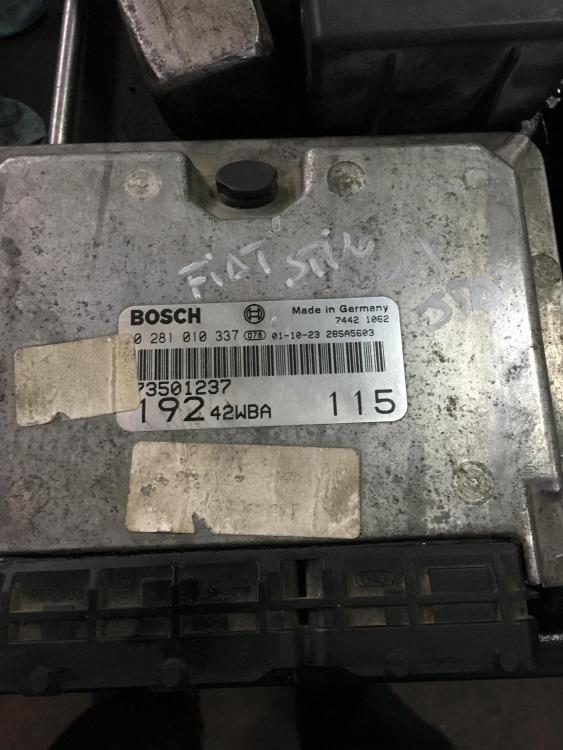 FIAT STILO
JTD
BOSCH Made in Germany
7442 1062
0 281 010 337 076 01-10-23 28SA5603
73501237
192 42WBA 115